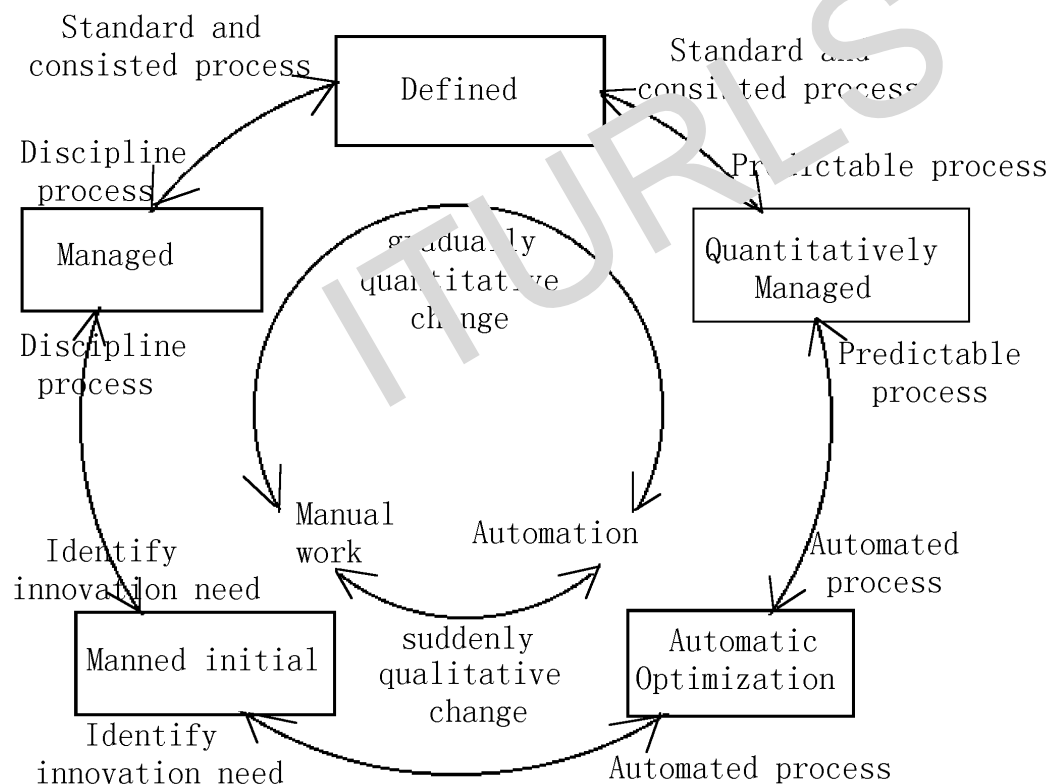 Standard and
consisted process
Defined
Standard and
consisted process
Discipline
process
Predictable process
Managed
Quantitatively
Managed
gradually
quantitative
change
Discipline
process
Predictable
process
Manual
work
Automation
Identify
innovation need
Automated
process
Manned initial
suddenly
qualitative
change
Automatic
Optimization
Identify
innovation need
Automated process
ITURLS